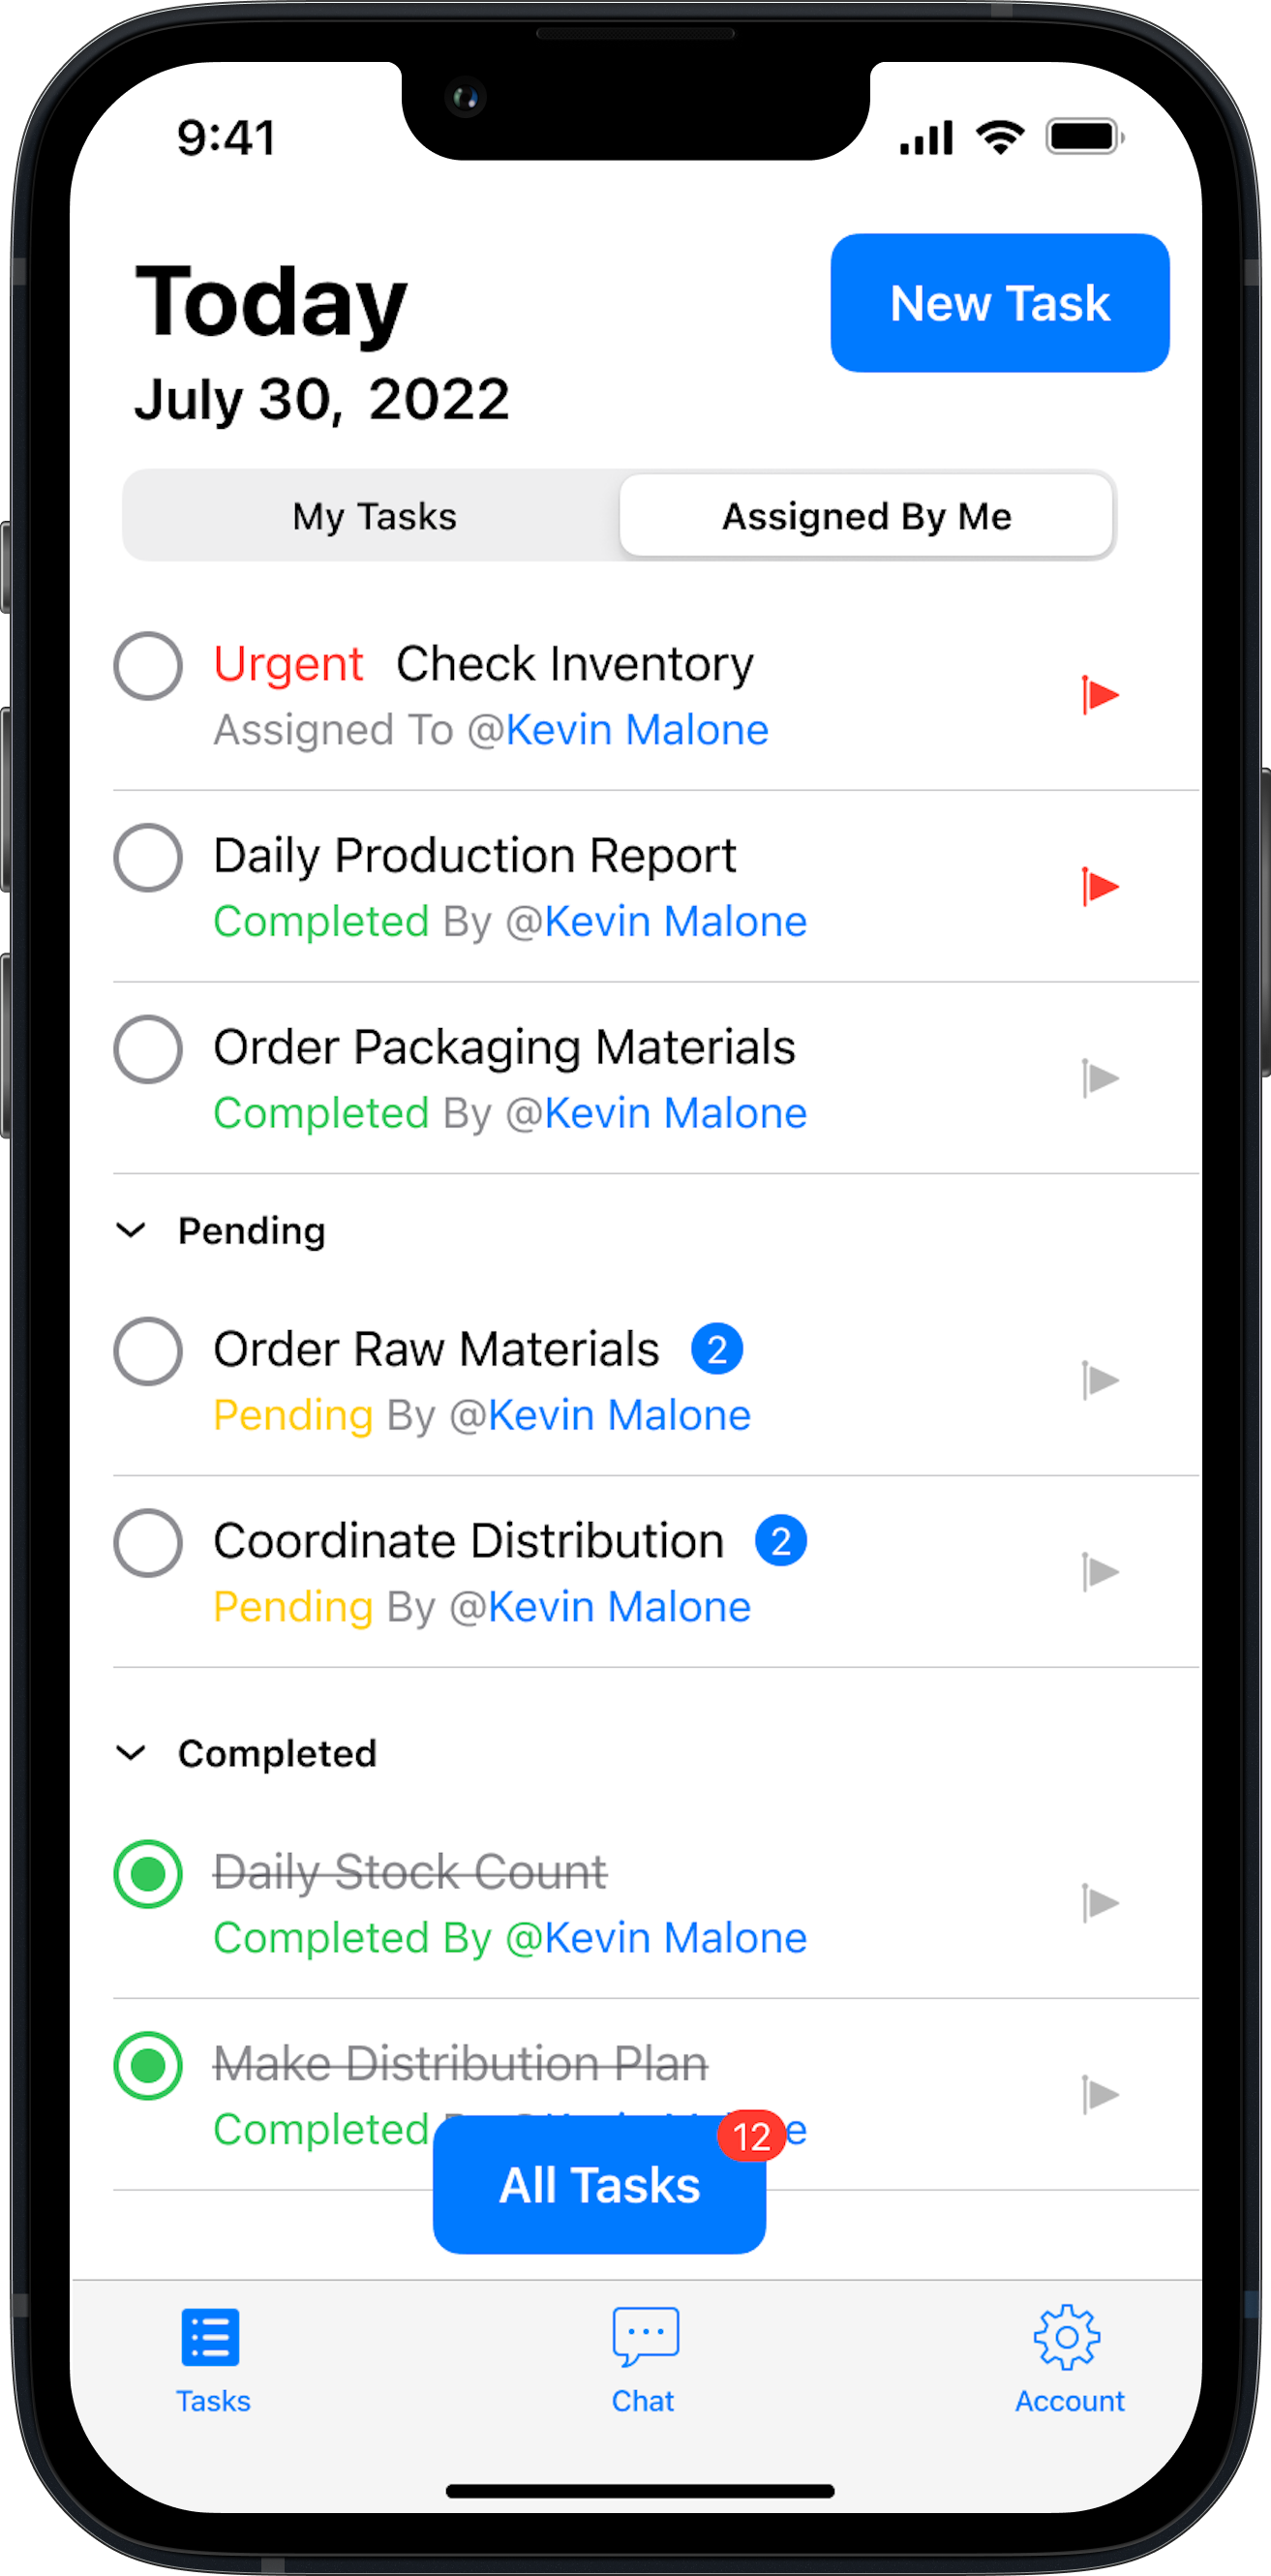 9:41
Today
New Task
July 30, 2022
My Tasks
Assigned By Me
Urgent Check Inventory
Assigned To @Kevin Malone
Daily Production Report
Completed By @Kevin Malone
Order Packaging Materials
Completed By @Kevin Malone
Pending
Order Raw Materials 2
Pending By @Kevin Malone
Coordinate Distribution 2
Pending By @Kevin Malone
Completed
Daily Stock Count
Completed By @Kevin Malone
Make Distribution Plan
Completed
12
All Tasks
Tasks
Chat
Account